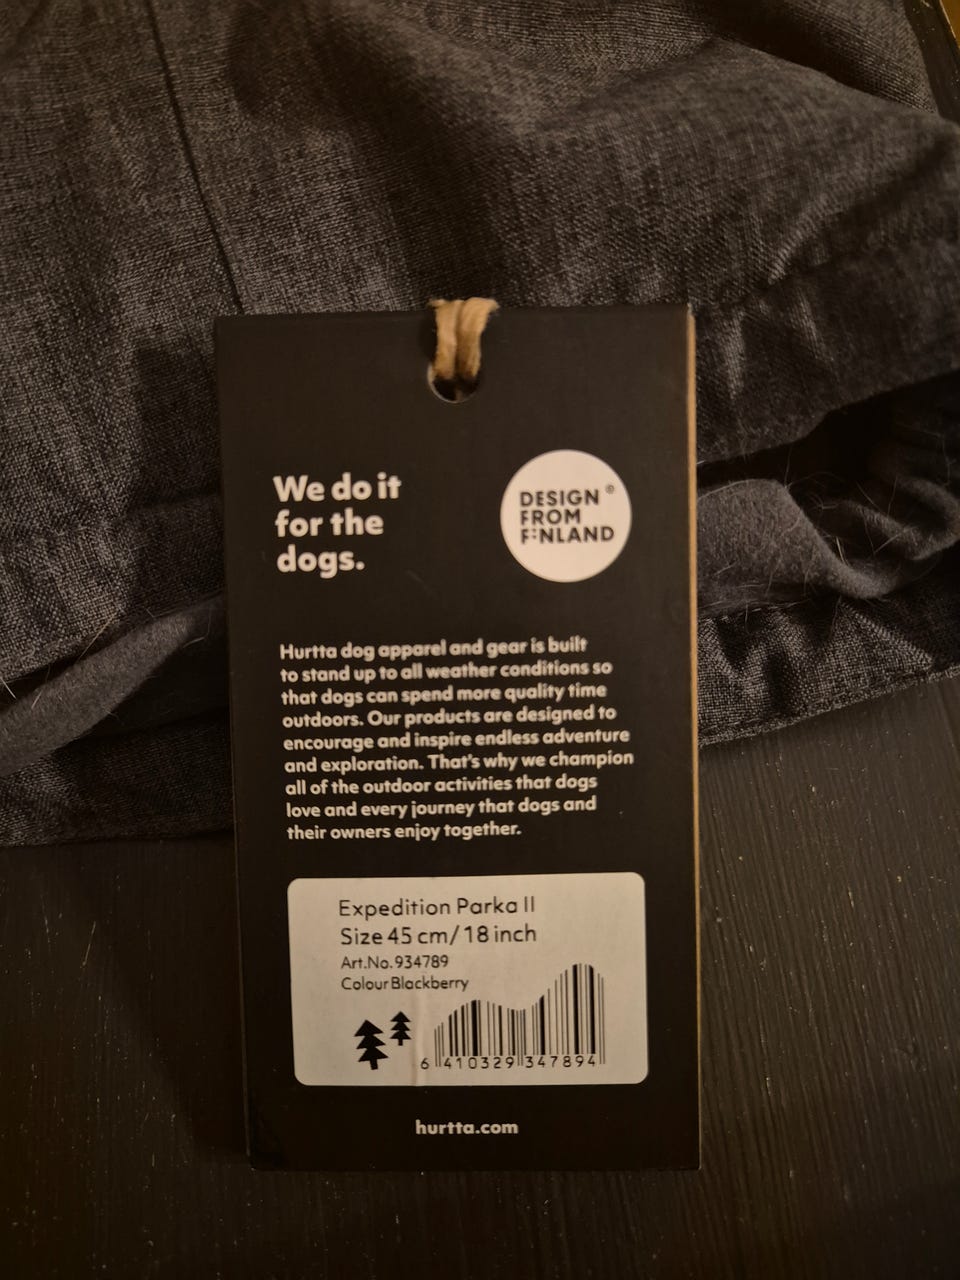 We do it
for the
dogs.
DESIGN
FROM
FINLAND
Hurtta dog apparel and gear is built
to stand up to all weather conditions so
that dogs can spend more quality time
outdoors. Our products are designed to
encourage and inspire endless adventure
and exploration. That's why we champion
all of the outdoor activities that dogs
love and every journey that dogs and
their owners enjoy together.
Expedition Parka II
Size 45 cm/18 inch
Art.No. 934789
Colour Blackberry
6 410329 347894
hurtta.com